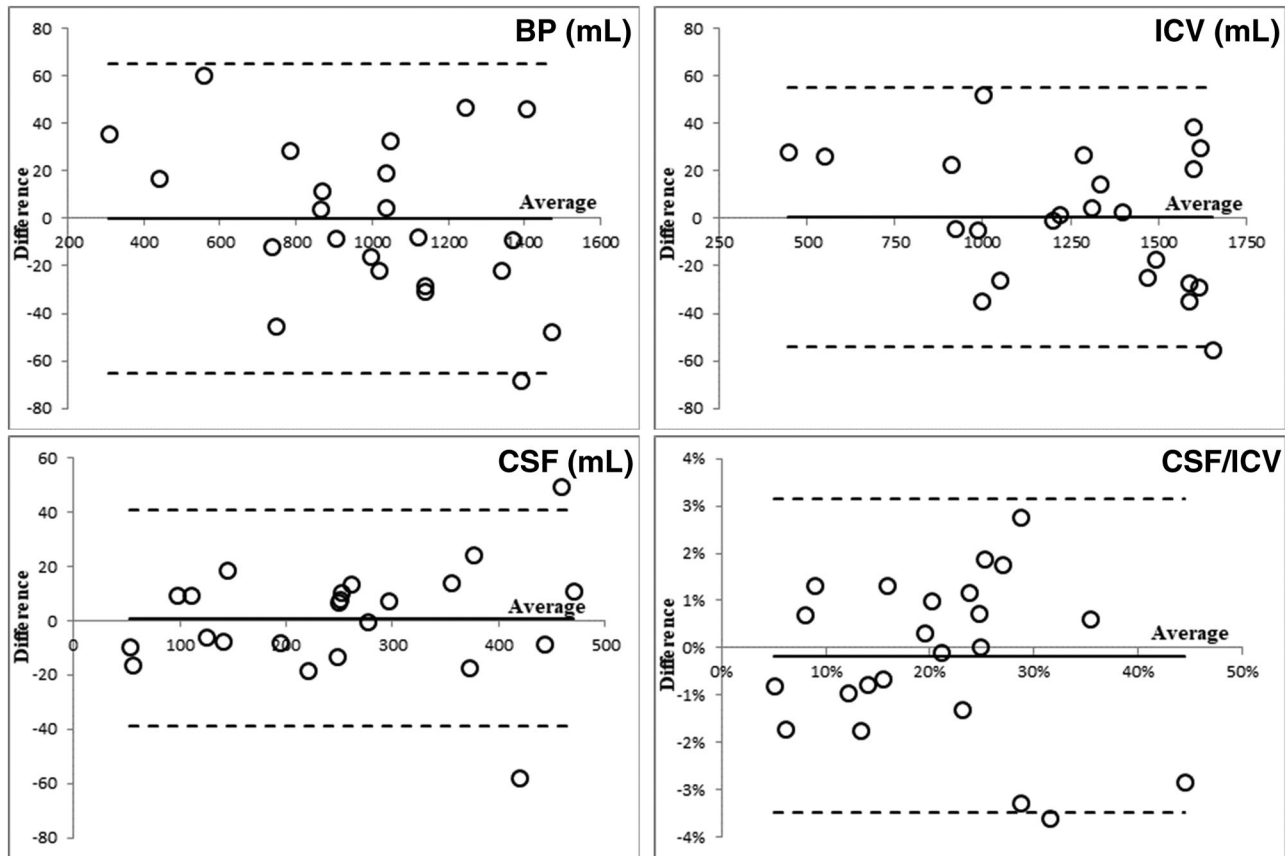 BP (mL)
80
60
40
20
0
-20
-40
-60
-80
Difference
Average
200 400 600 800 1000 1200 1400 1600
ICV (mL)
80
60
40
20
0
-20
-40
-60
-80
Difference
Average
250 500 750 1000 1250 1500 1750
CSF (mL)
60
40
20
0
-20
-40
-60
-80
Difference
Average
0 100 200 300 400 500
CSF/ICV
4%
3%
2%
1%
0%
-1%
-2%
-3%
-4%
Difference
Average
0% 10% 20% 30% 40% 50%